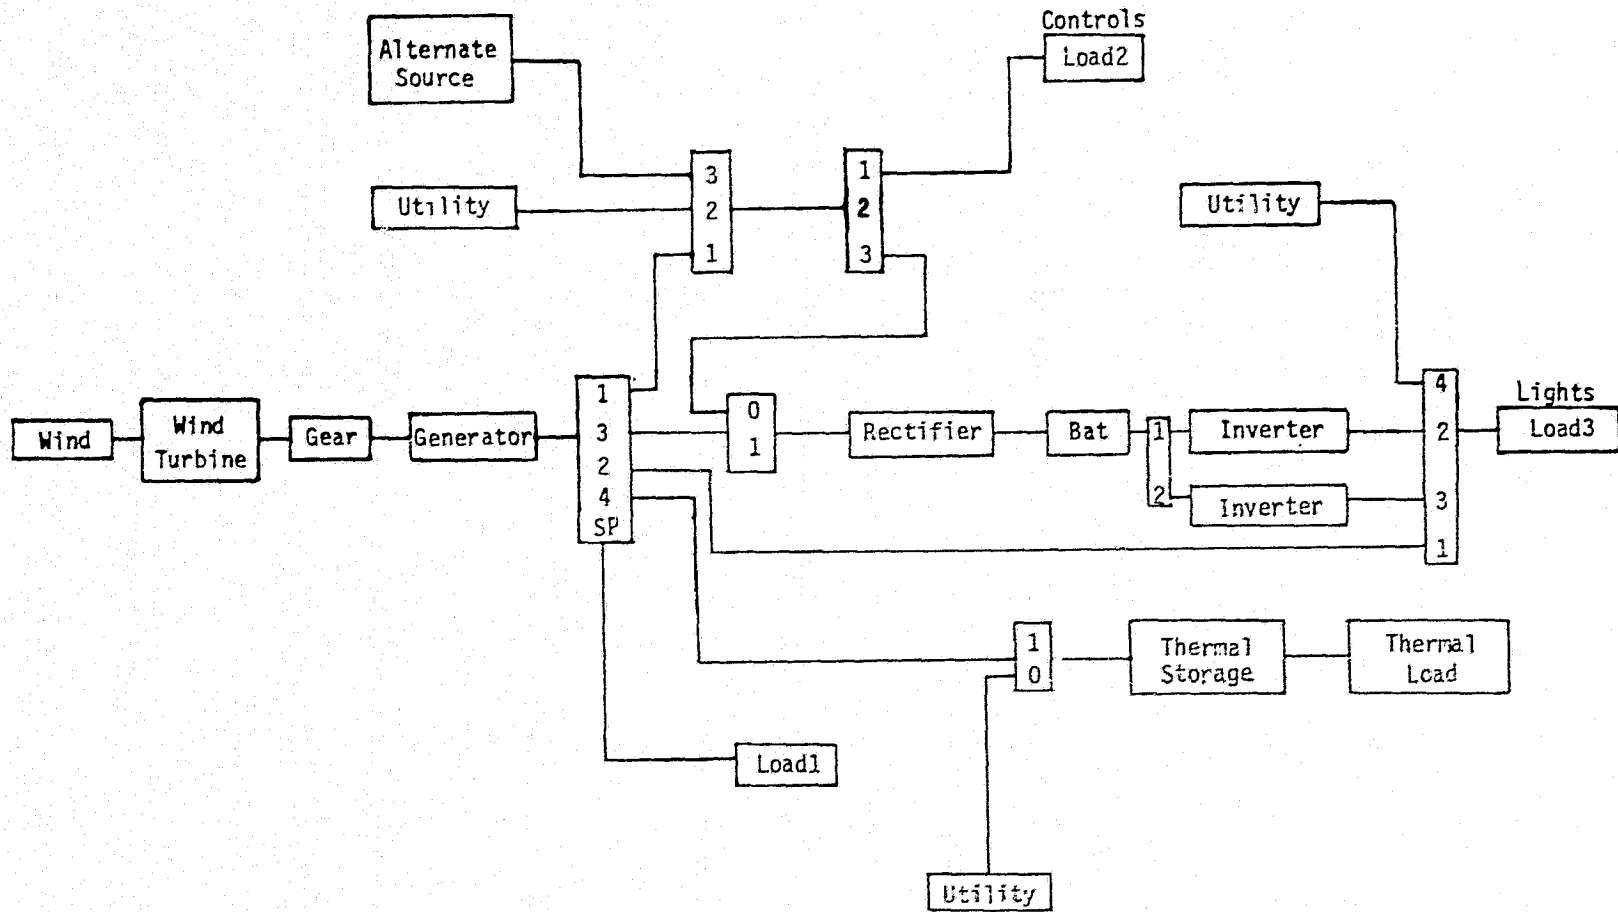 Controls
Load2
Alternate
Source
3
2
1
1
2
3
Utility
Utility
1
3
2
4
SP
0
1
4
2
3
1
Lights
Load3
Wind
Wind
Turbine
Gear
Generator
Rectifier
Bat
1
2
Inverter
Inverter
1
0
Thermal
Storage
Thermal
Load
Load1
Utility